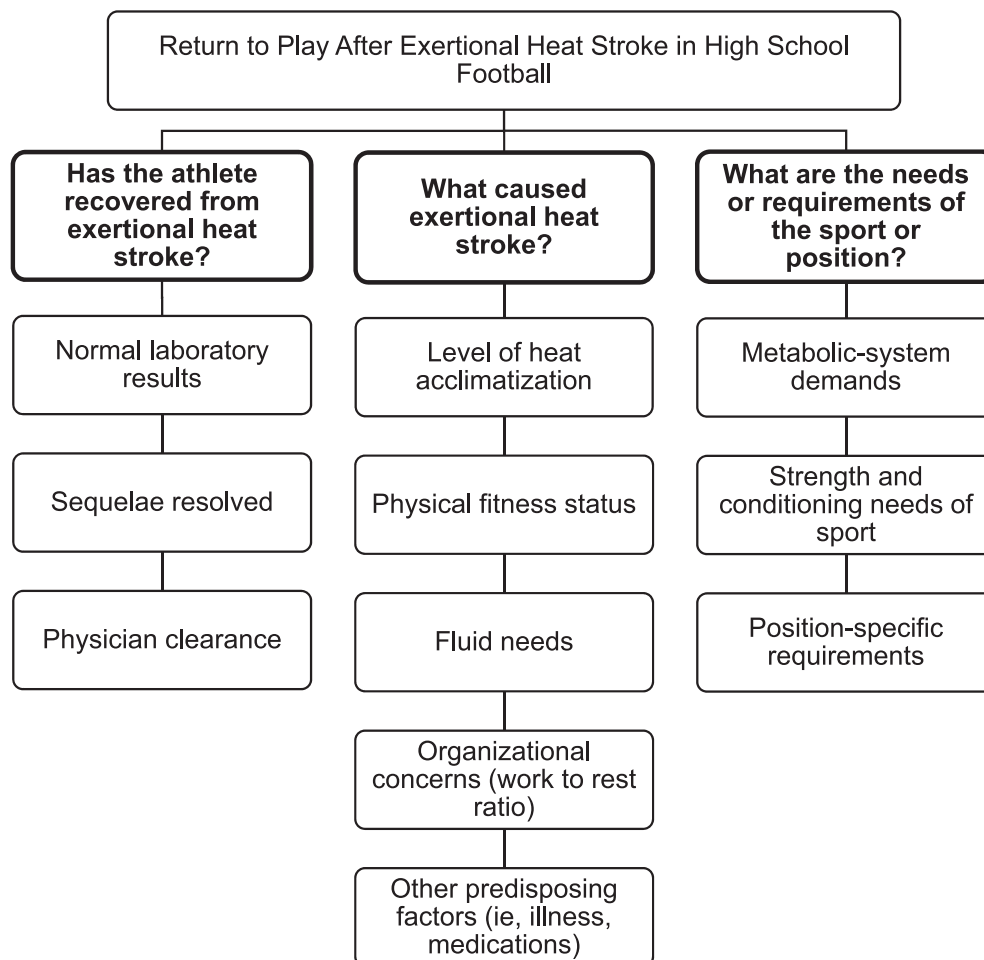 Return to Play After Exertional Heat Stroke in High School
Football
Has the athlete
recovered from
exertional heat
stroke?
Normal laboratory
results
Sequelae resolved
Physician clearance
What caused
exertional heat
stroke?
Level of heat
acclimatization
Physical fitness status
Fluid needs
Organizational
concerns (work to rest
ratio)
Other predisposing
factors (ie, illness,
medications)
What are the needs
or requirements of
the sport or
position?
Metabolic-system
demands
Strength and
conditioning needs of
sport
Position-specific
requirements